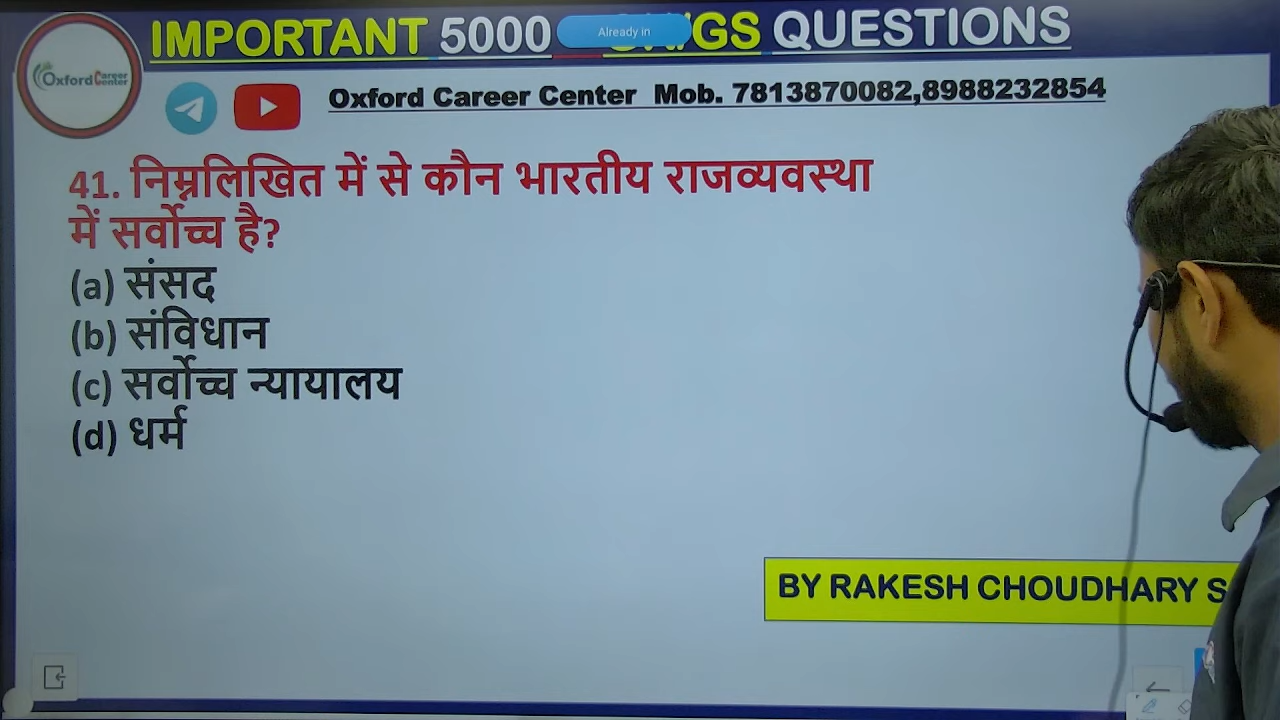 IMPORTANT 5000 GK/GS QUESTIONS
Already in
Oxford Career Center
Oxford Career Center Mob. 7813870082,8988232854
41. निम्नलिखित में से कौन भारतीय राजव्यवस्था
में सर्वोच्च है?
(a) संसद
(b) संविधान
(c) सर्वोच्च न्यायालय
(d) धर्म
BY RAKESH CHOUDHARY S